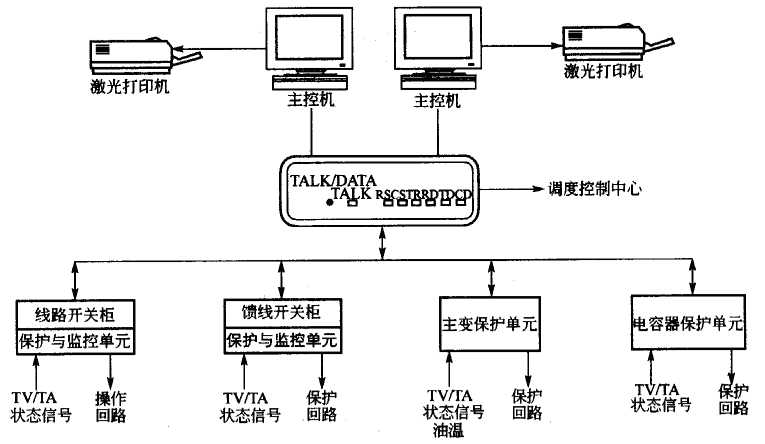 激光打印机
主控机
主控机
激光打印机
TALK/DATA
TALK RSCSTRRDTDCD
调度控制中心
线路开关柜
保护与监控单元
馈线开关柜
保护与监控单元
主变保护单元
电容器保护单元
TV/TA
状态信号
操作
回路
TV/TA
状态信号
保护
回路
TV/TA
状态信号
油温
保护
回路
TV/TA
状态信号
保护
回路